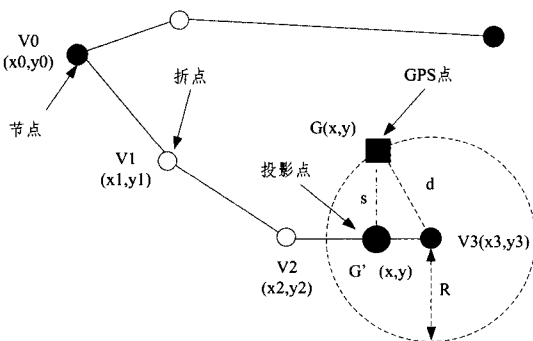 V0
(x0,y0)
节点
折点
V1
(x1,y1)
GPS点
G(x,y)
投影点
s
d
V2
(x2,y2)
G’ (x,y)
V3(x3,y3)
R